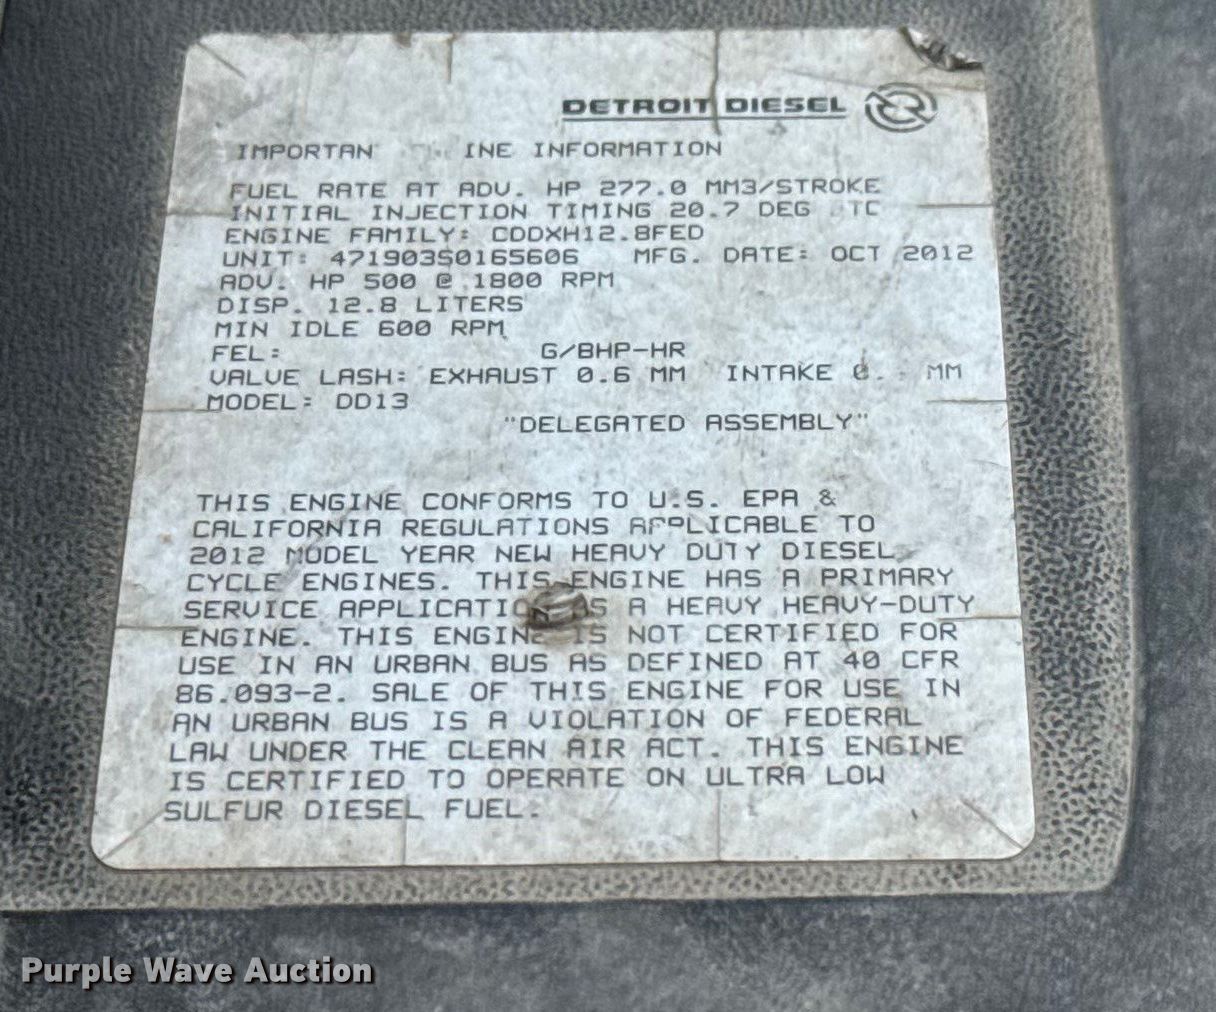 DETROIT DIESEL
INFORMATION
FUEL RATE AT ADV. HP 277.0 MM3/STROKE
INITIAL INJECTION TIMING 20.7 DEG
ENGINE FAMILY: CDDXH12.8FED
UNIT: 471903S0165606 MFG. DATE: OCT 2012
ADV. HP 500 @ 1800 RPM
DISP. 12.8 LITERS
MIN IDLE 600 RPM
FEL: G/BHP-HR
VALVE LASH: EXHAUST 0.6 MM INTAKE MM
MODEL: DD13
"DELEGATED ASSEMBLY"
THIS ENGINE CONFORMS TO U.S. EPA &
CALIFORNIA REGULATIONS APPLICABLE TO
2012 MODEL YEAR NEW HEAVY DUTY DIESEL
CYCLE ENGINES. THIS ENGINE HAS A PRIMARY
SERVICE APPLICATION AS A HEAVY HEAVY-DUTY
ENGINE. THIS ENGINE IS NOT CERTIFIED FOR
USE IN AN URBAN BUS AS DEFINED AT 40 CFR
86.093-2. SALE OF THIS ENGINE FOR USE IN
AN URBAN BUS IS A VIOLATION OF FEDERAL
LAW UNDER THE CLEAN AIR ACT. THIS ENGINE
IS CERTIFIED TO OPERATE ON ULTRA LOW
SULFUR DIESEL FUEL.
Purple Wave Auction